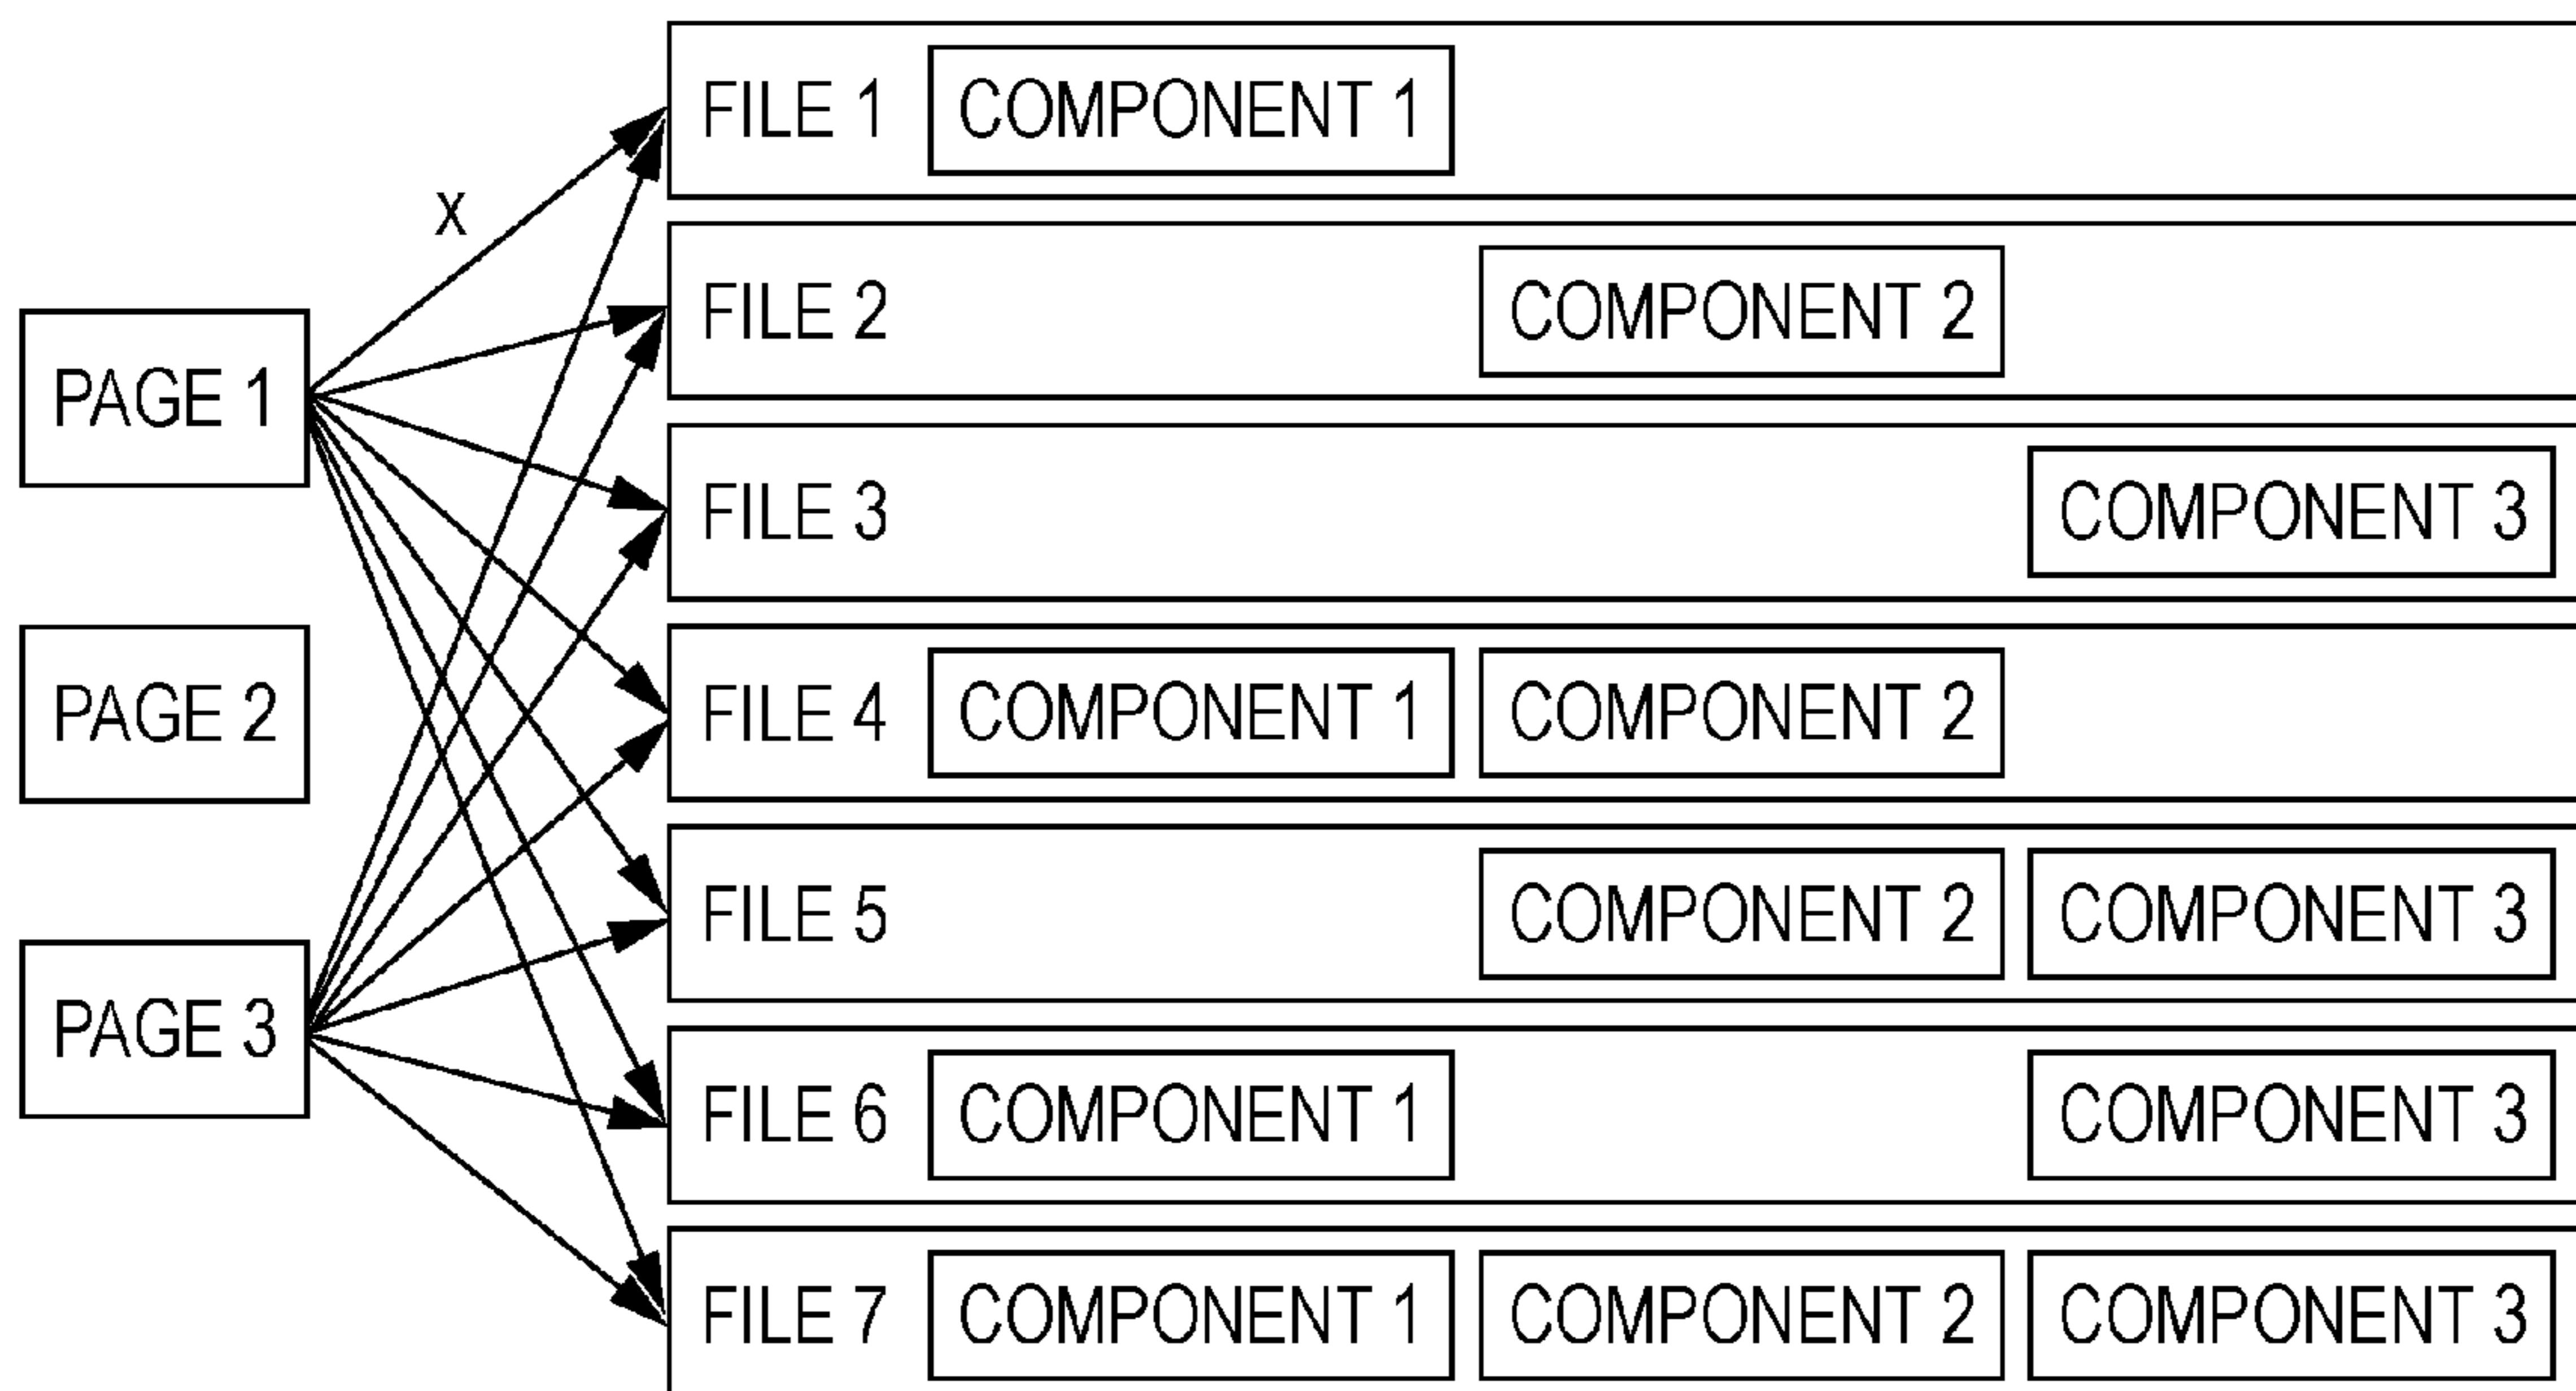 FILE 1 COMPONENT 1
X
FILE 2 COMPONENT 2
PAGE 1
FILE 3 COMPONENT 3
PAGE 2
FILE 4 COMPONENT 1 COMPONENT 2
FILE 5 COMPONENT 2 COMPONENT 3
PAGE 3
FILE 6 COMPONENT 1 COMPONENT 3
FILE 7 COMPONENT 1 COMPONENT 2 COMPONENT 3